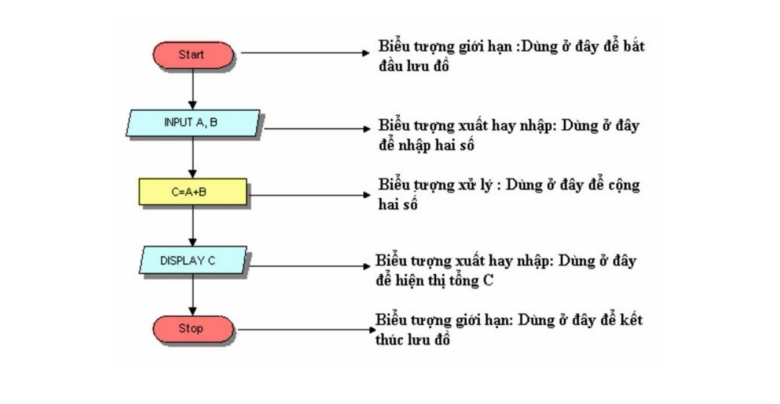 Start
Biểu tượng giới hạn :Dùng ở đây để bắt
đầu lưu đồ
INPUT A, B
Biểu tượng xuất hay nhập: Dùng ở đây
để nhập hai số
C=A+B
Biểu tượng xử lý : Dùng ở đây để cộng
hai số
DISPLAY C
Biểu tượng xuất hay nhập: Dùng ở đây
để hiện thị tổng C
Stop
Biểu tượng giới hạn: Dùng ở đây để kết
thúc lưu đồ